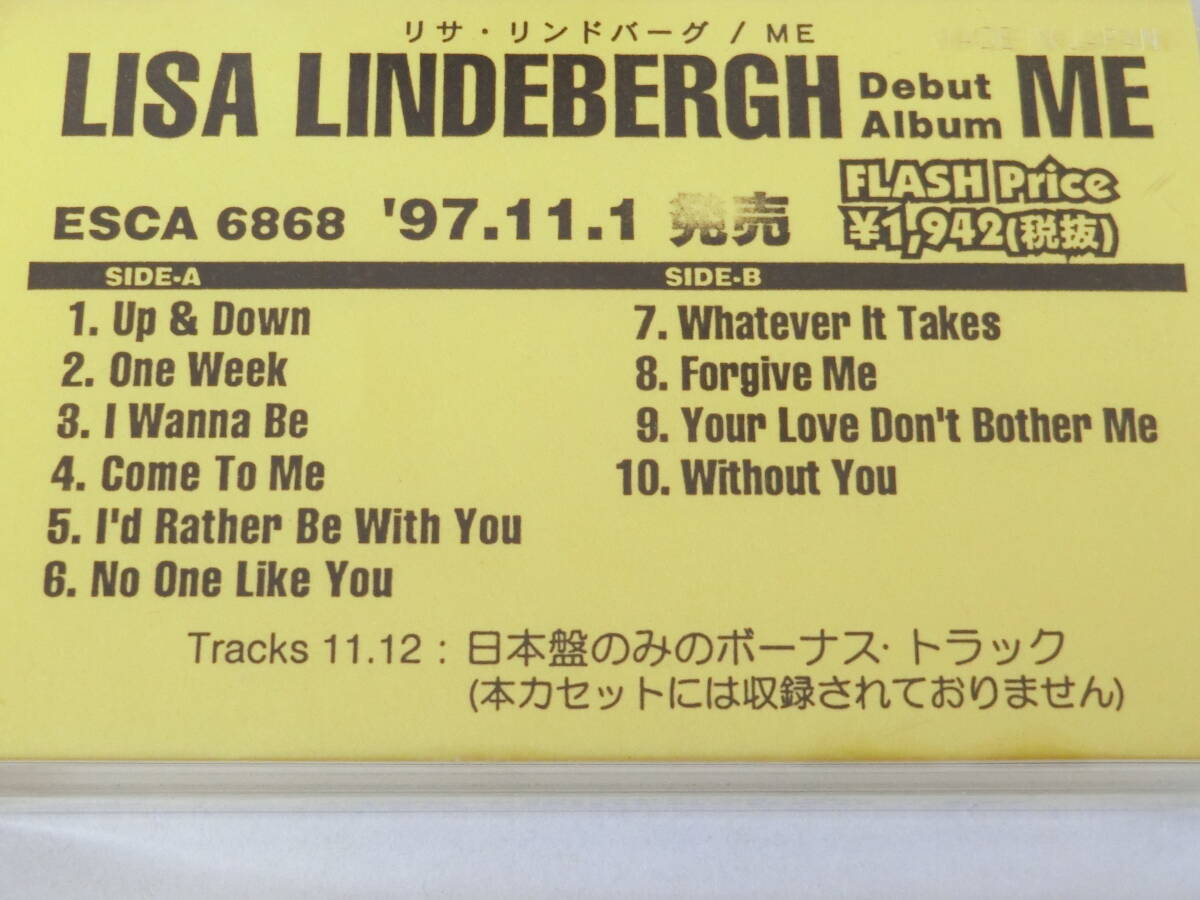 リサ・リンドバーグ / ME
LISA LINDEBERGH Debut Album ME
ESCA 6868 '97.11.1 発売
FLASH Price
¥1,942(税抜)
SIDE-A
1. Up & Down
2. One Week
3. I Wanna Be
4. Come To Me
5. I'd Rather Be With You
6. No One Like You
SIDE-B
7. Whatever It Takes
8. Forgive Me
9. Your Love Don't Bother Me
10. Without You
Tracks 11.12 : 日本盤のみのボーナス・トラック
(本カセットには収録されておりません)